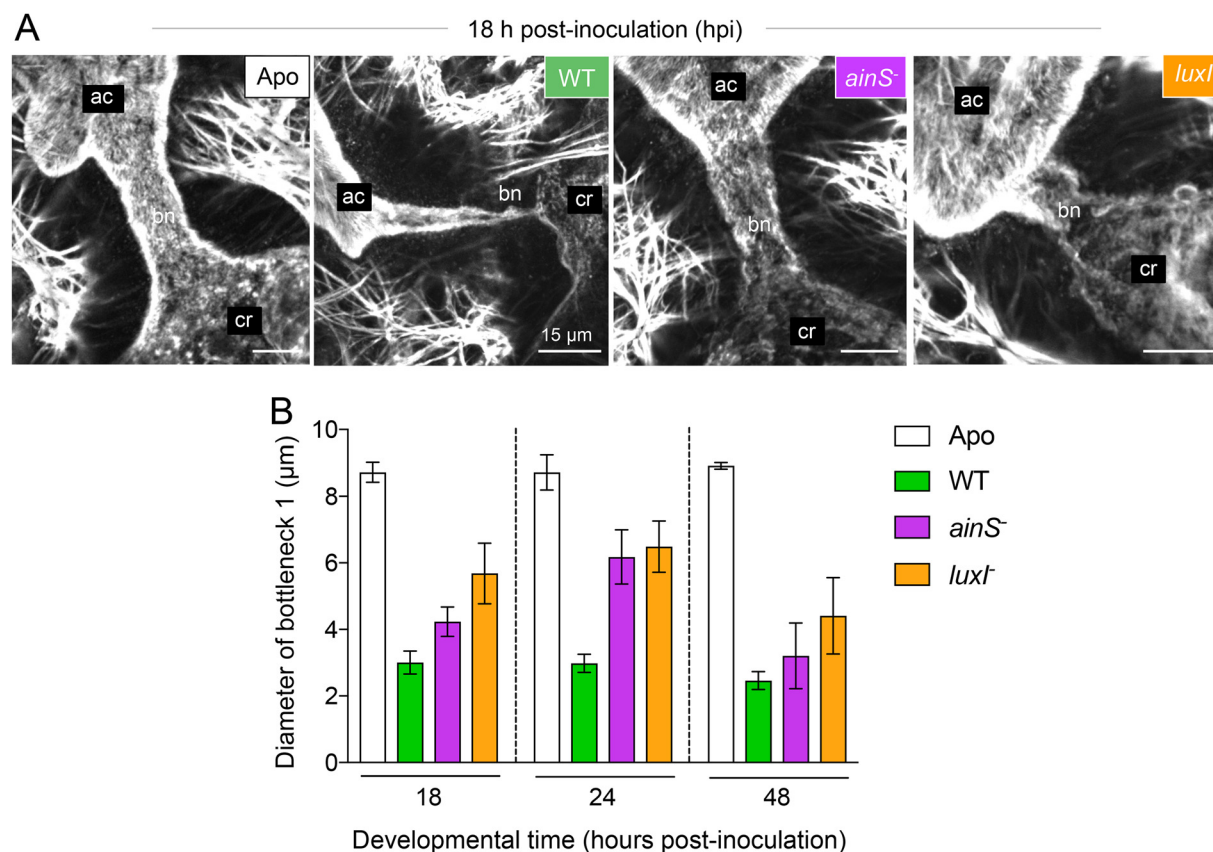 A
18 h post-inoculation (hpi)
Apo
ac
bn
cr
WT
ac
bn
cr
15 µm
ainS-
ac
bn
cr
luxI
ac
bn
cr
B
Diameter of bottleneck 1 (µm)
10
8
6
4
2
0
18
24
48
Developmental time (hours post-inoculation)
Apo
WT
ainS-
luxI-